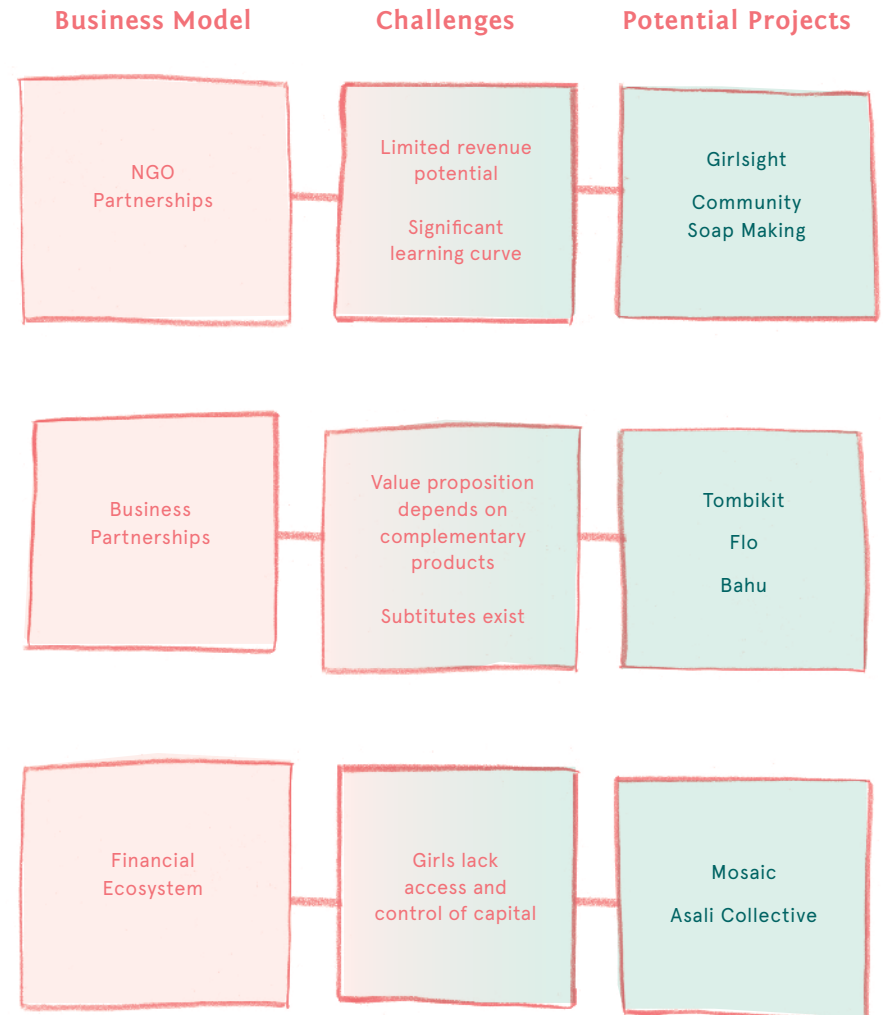 Business Model
Challenges
Potential Projects
NGO
Partnerships
Limited revenue
potential
Significant
learning curve
Girlsight
Community
Soap Making
Business
Partnerships
Value proposition
depends on
complementary
products
Subtitutes exist
Tombikit
Flo
Bahu
Financial
Ecosystem
Girls lack
access and
control of capital
Mosaic
Asali Collective